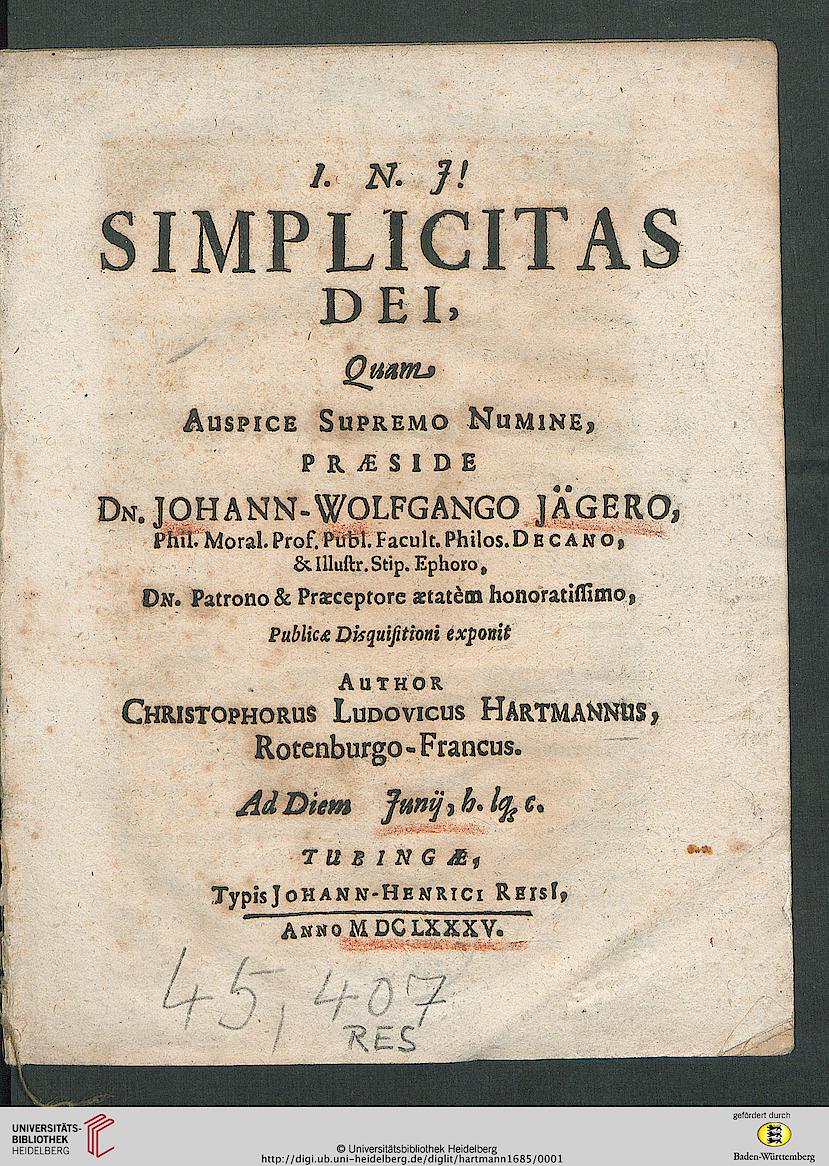 I. N. J!
SIMPLICITAS
DEI,
Quam
AUSPICE SUPREMO NUMINE,
PRÆSIDE
DN. JOHANN-WOLFGANGO JÄGERO,
Phil. Moral. Prof. Publ. Facult. Philos. DECANO,
& Illuſtr. Stip. Ephoro,
DN. Patrono & Præceptore ætatèm honoratiſſimo,
Publicæ Disquiſitioni exponit
AUTHOR
CHRISTOPHORUS LUDOVICUS HARTMANNUS,
Rotenburgo-Francus.
Ad Diem Junij, h. lq; c.
TUBINGÆ,
Typis JOHANN-HENRICI REISI,
ANNO MDCLXXXV.
45, 407
RES
UNIVERSITÄTS-
BIBLIOTHEK
HEIDELBERG
© Universitätsbibliothek Heidelberg
http://digi.ub.uni-heidelberg.de/diglit/hartmann1685/0001
gefördert durch
Baden-Württemberg